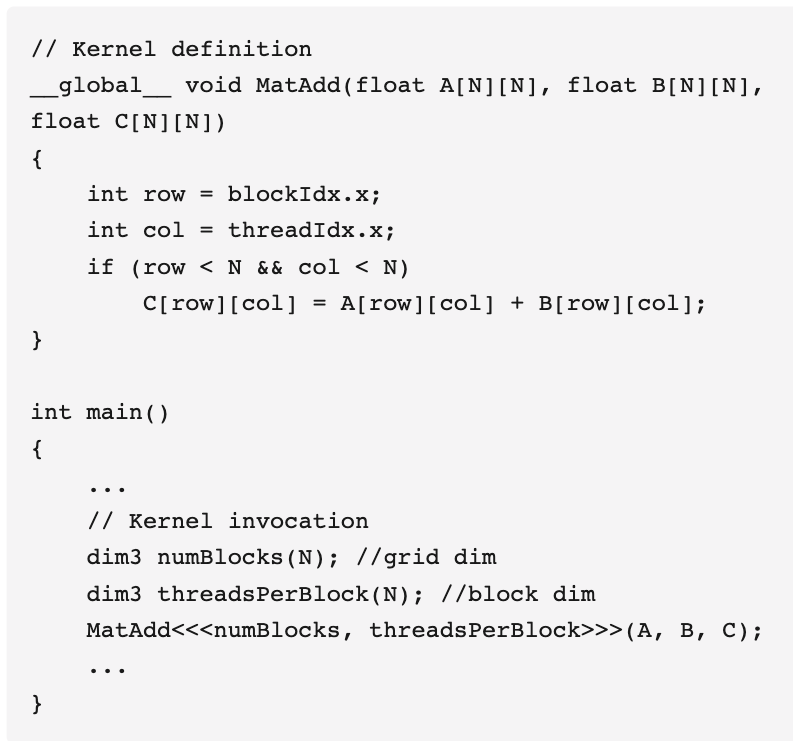 // Kernel definition
__global__ void MatAdd(float A[N][N], float B[N][N],
float C[N][N])
{
    int row = blockIdx.x;
    int col = threadIdx.x;
    if (row < N && col < N)
        C[row][col] = A[row][col] + B[row][col];
}

int main()
{
    ...
    // Kernel invocation
    dim3 numBlocks(N); //grid dim
    dim3 threadsPerBlock(N); //block dim
    MatAdd<<<numBlocks, threadsPerBlock>>>(A, B, C);
    ...
}